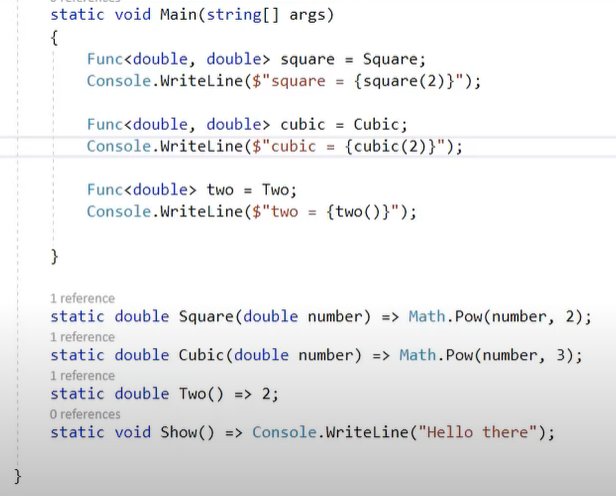 static void Main(string[] args)
{
Func<double, double> square = Square;
Console.WriteLine($"square = {square(2)}");
Func<double, double> cubic = Cubic;
Console.WriteLine($"cubic = {cubic(2)}");
Func<double> two = Two;
Console.WriteLine($"two = {two()}");
}
1 reference
static double Square(double number) => Math.Pow(number, 2);
1 reference
static double Cubic(double number) => Math.Pow(number, 3);
1 reference
static double Two() => 2;
0 references
static void Show() => Console.WriteLine("Hello there");
}